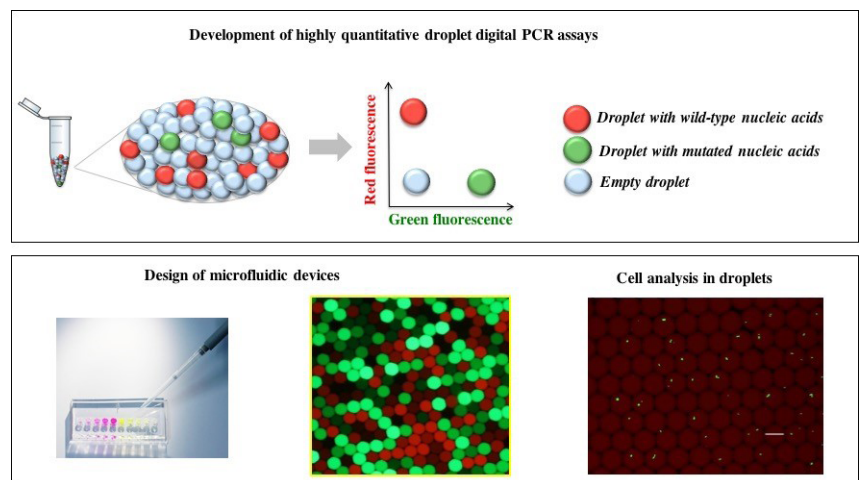 Development of highly quantitative droplet digital PCR assays
Red fluorescence
Green fluorescence
Droplet with wild-type nucleic acids
Droplet with mutated nucleic acids
Empty droplet
Design of microfluidic devices
Cell analysis in droplets